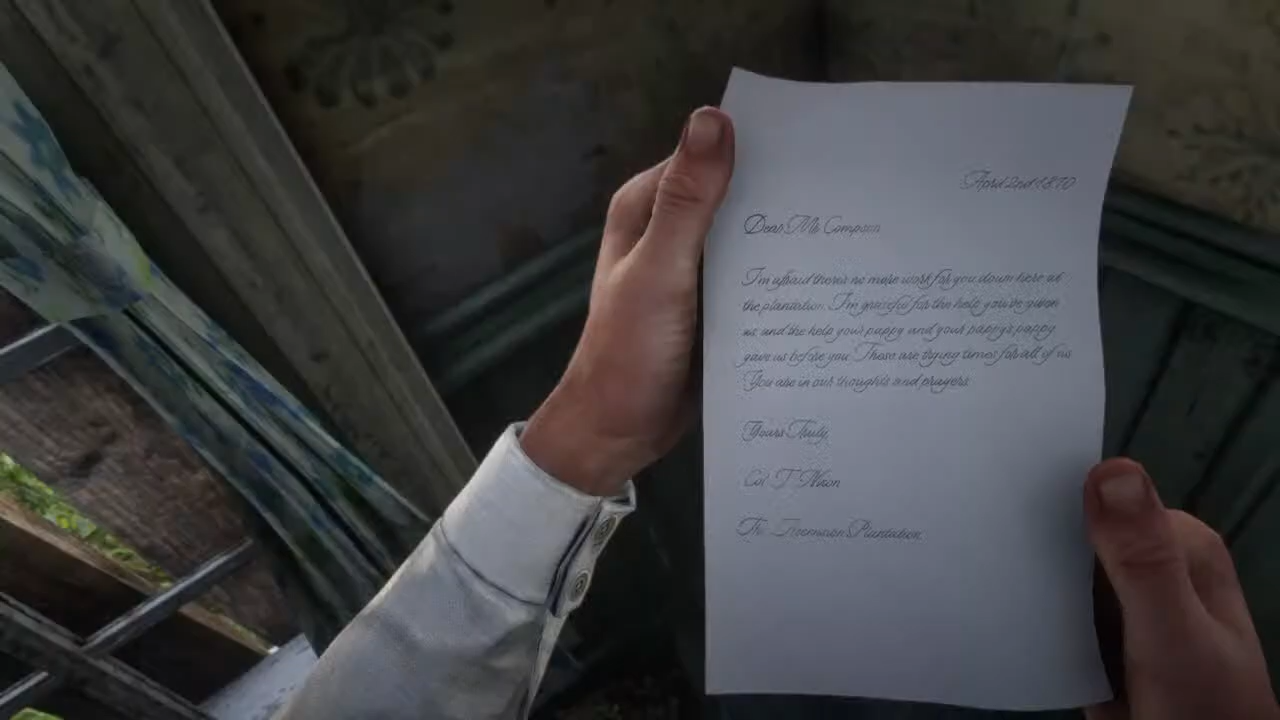 April 2nd 1870
Dear Mr Compson
I'm afraid there's no more work for you down here at
the plantation. I'm grateful for the help you've given
us, and the help your pappy and your pappy's pappy
gave us before you. These are trying times for all of us
You are in our thoughts and prayers
Yours Truly,
Col T Nixon
The Plantation